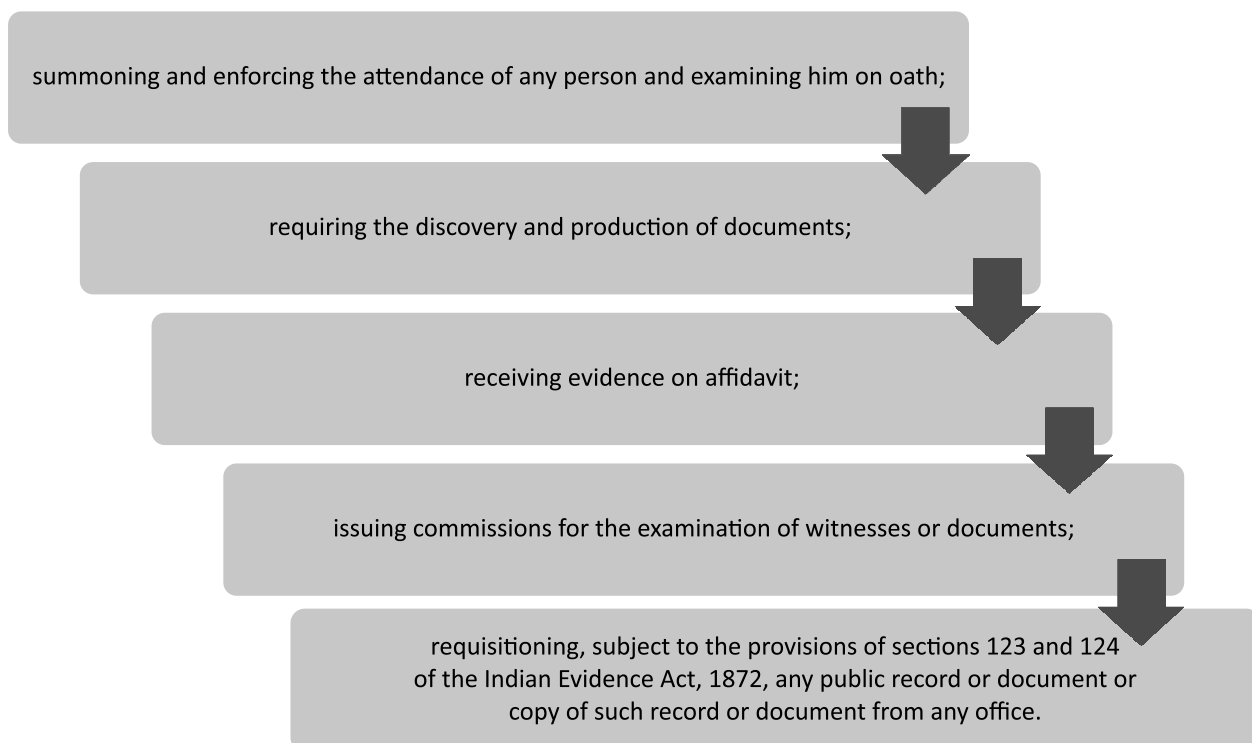 summoning and enforcing the attendance of any person and examining him on oath;
requiring the discovery and production of documents;
receiving evidence on affidavit;
issuing commissions for the examination of witnesses or documents;
requisitioning, subject to the provisions of sections 123 and 124
of the Indian Evidence Act, 1872, any public record or document or
copy of such record or document from any office.